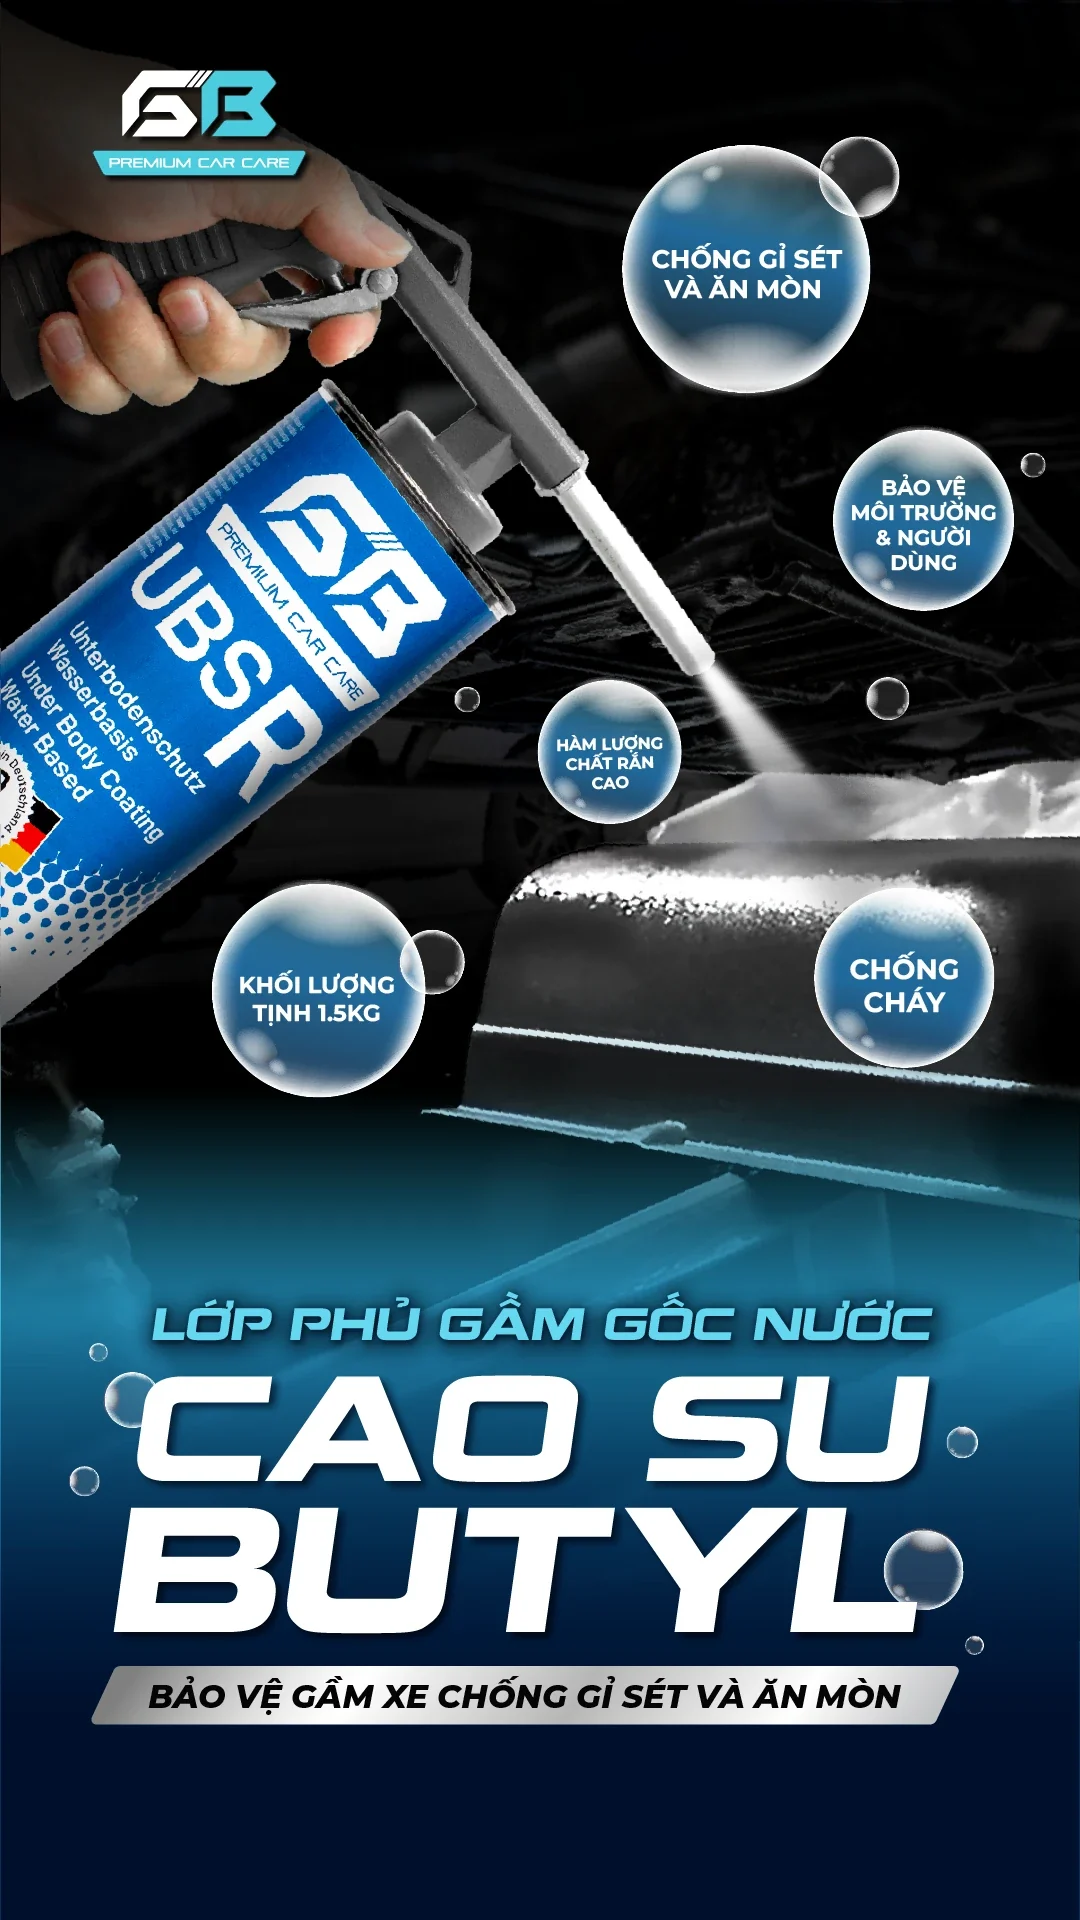 GB
PREMIUM CAR CARE
CHỐNG GỈ SÉT
VÀ ĂN MÒN
BẢO VỆ
MÔI TRƯỜNG
& NGƯỜI
DÙNG
GB
PREMIUM CAR CARE
UBSR
Unterbodenschutz
Wasserbasis
Under Body Coating
Water Based
in Deutschland
HÀM LƯỢNG
CHẤT RẮN
CAO
KHỐI LƯỢNG
TỊNH 1.5KG
CHỐNG
CHÁY
LỚP PHỦ GẦM GỐC NƯỚC
CAO SU
BUTYL
BẢO VỆ GẦM XE CHỐNG GỈ SÉT VÀ ĂN MÒN